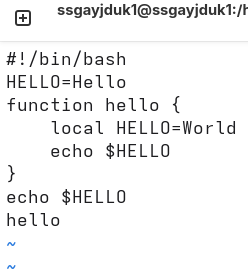 ssgayjduk1@ssgayjduk1:/h
#!/bin/bash
HELLO=Hello
function hello {
    local HELLO=World
    echo $HELLO
}
echo $HELLO
hello
~
~